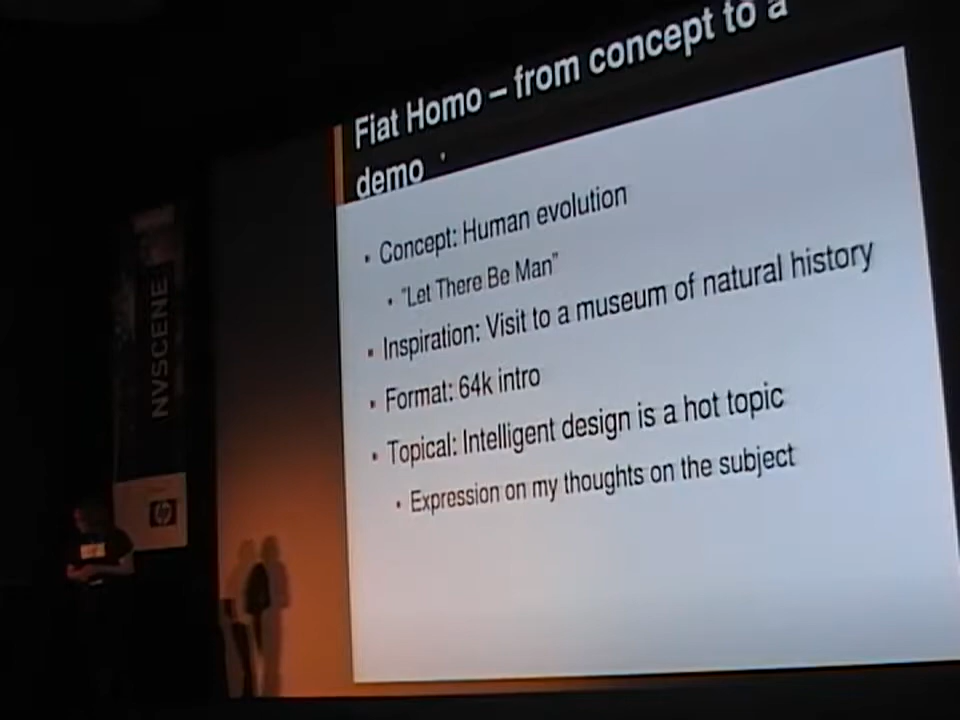 Fiat Homo – from concept to a
demo
• Concept: Human evolution
• "Let There Be Man"
• Inspiration: Visit to a museum of natural history
• Format: 64k intro
• Topical: Intelligent design is a hot topic
• Expression on my thoughts on the subject
NVSCENE
hp